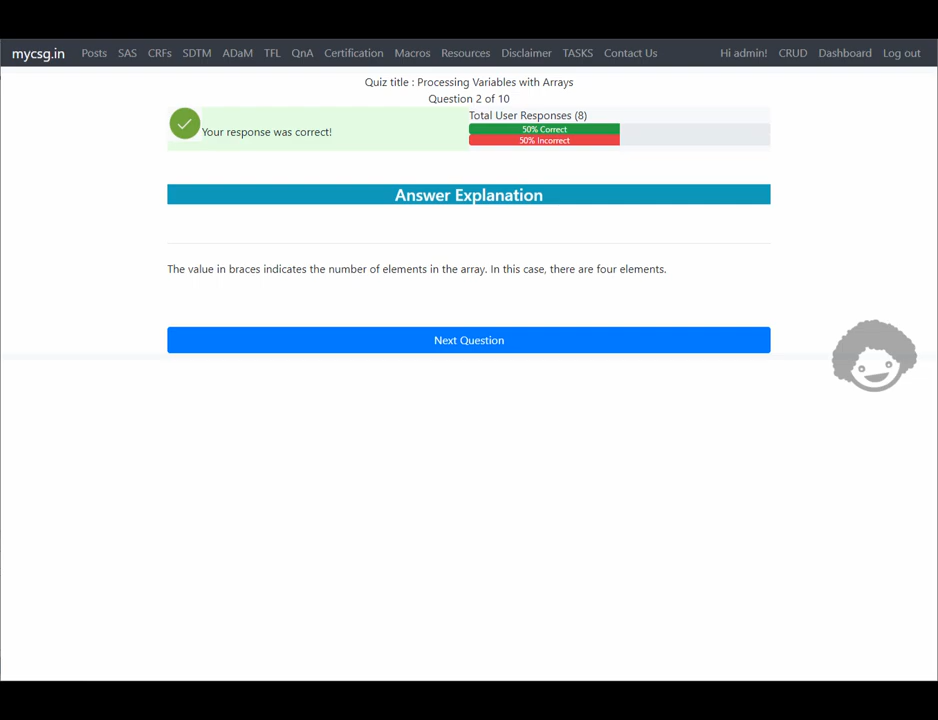 mycsg.in Posts SAS CRFs SDTM ADaM TFL QnA Certification Macros Resources Disclaimer TASKS Contact Us Hi admin! CRUD Dashboard Log out
Quiz title : Processing Variables with Arrays
Question 2 of 10
Your response was correct!
Total User Responses (8)
50% Correct
50% Incorrect
Answer Explanation
The value in braces indicates the number of elements in the array. In this case, there are four elements.
Next Question